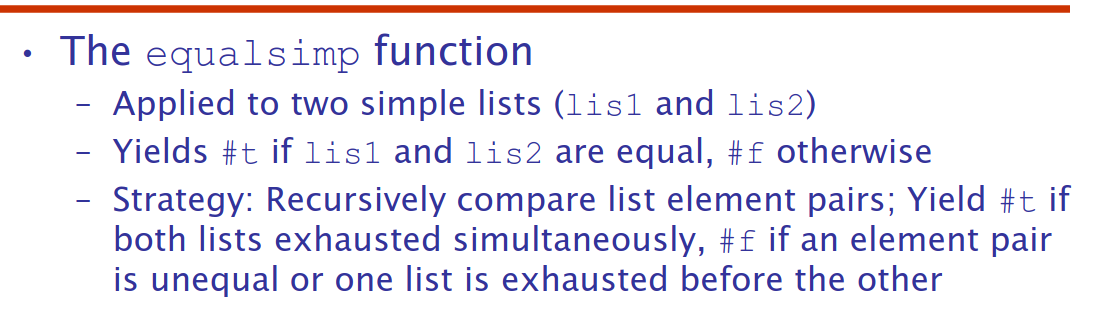 • The equalsimp function
– Applied to two simple lists (lis1 and lis2)
– Yields #t if lis1 and lis2 are equal, #f otherwise
– Strategy: Recursively compare list element pairs; Yield #t if
both lists exhausted simultaneously, #f if an element pair
is unequal or one list is exhausted before the other